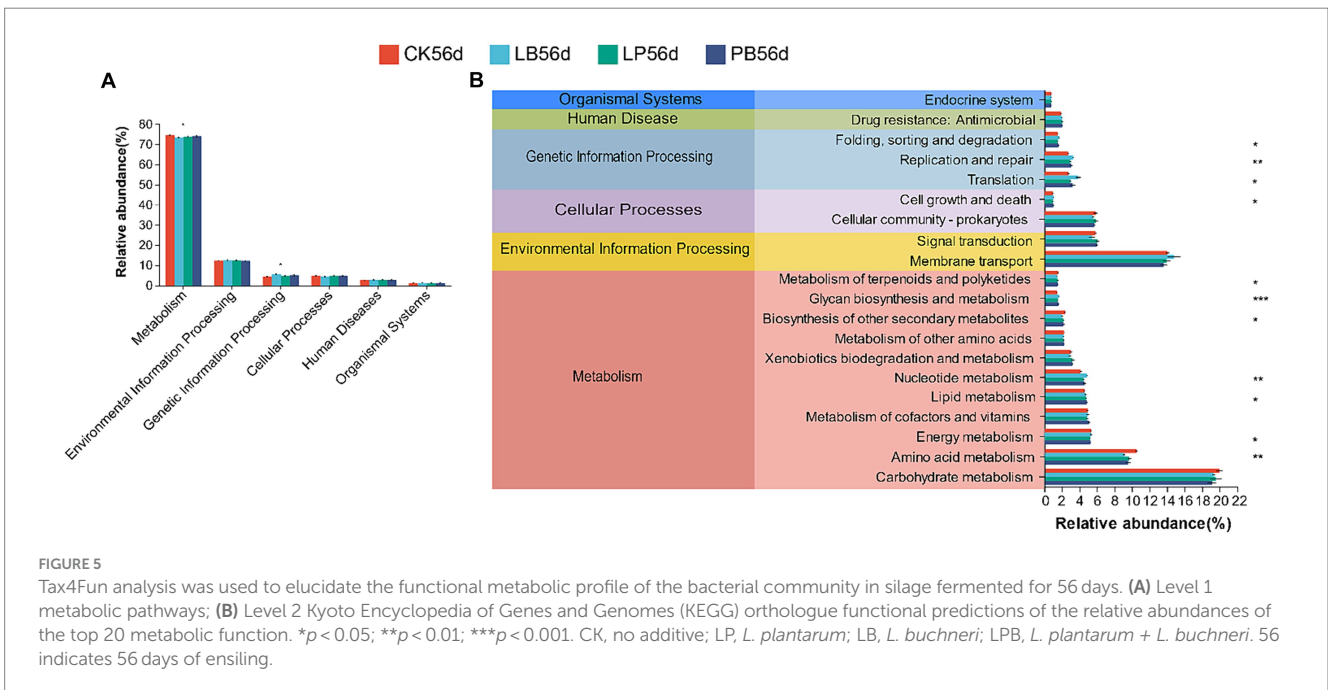 CK56d LB56d LP56d PB56d
A
B
Relative abundance(%)
80
70
60
50
40
30
20
10
0
*
*
Metabolism
Environmental Information Processing
Genetic Information Processing
Cellular Processes
Human Diseases
Organismal Systems
Organismal Systems
Human Disease
Genetic Information Processing
Cellular Processes
Environmental Information Processing
Metabolism
Endocrine system
Drug resistance: Antimicrobial
Folding, sorting and degradation *
Replication and repair **
Translation *
Cell growth and death *
Cellular community - prokaryotes
Signal transduction
Membrane transport
Metabolism of terpenoids and polyketides *
Glycan biosynthesis and metabolism ***
Biosynthesis of other secondary metabolites *
Metabolism of other amino acids
Xenobiotics biodegradation and metabolism
Nucleotide metabolism **
Lipid metabolism *
Metabolism of cofactors and vitamins
Energy metabolism *
Amino acid metabolism **
Carbohydrate metabolism
0 2 4 6 8 10 12 14 16 18 20 22
Relative abundance(%)
FIGURE 5
Tax4Fun analysis was used to elucidate the functional metabolic profile of the bacterial community in silage fermented for 56 days. (A) Level 1
metabolic pathways; (B) Level 2 Kyoto Encyclopedia of Genes and Genomes (KEGG) orthologue functional predictions of the relative abundances of
the top 20 metabolic function. *p < 0.05; **p < 0.01; ***p < 0.001. CK, no additive; LP, L. plantarum; LB, L. buchneri; LPB, L. plantarum + L. buchneri. 56
indicates 56 days of ensiling.